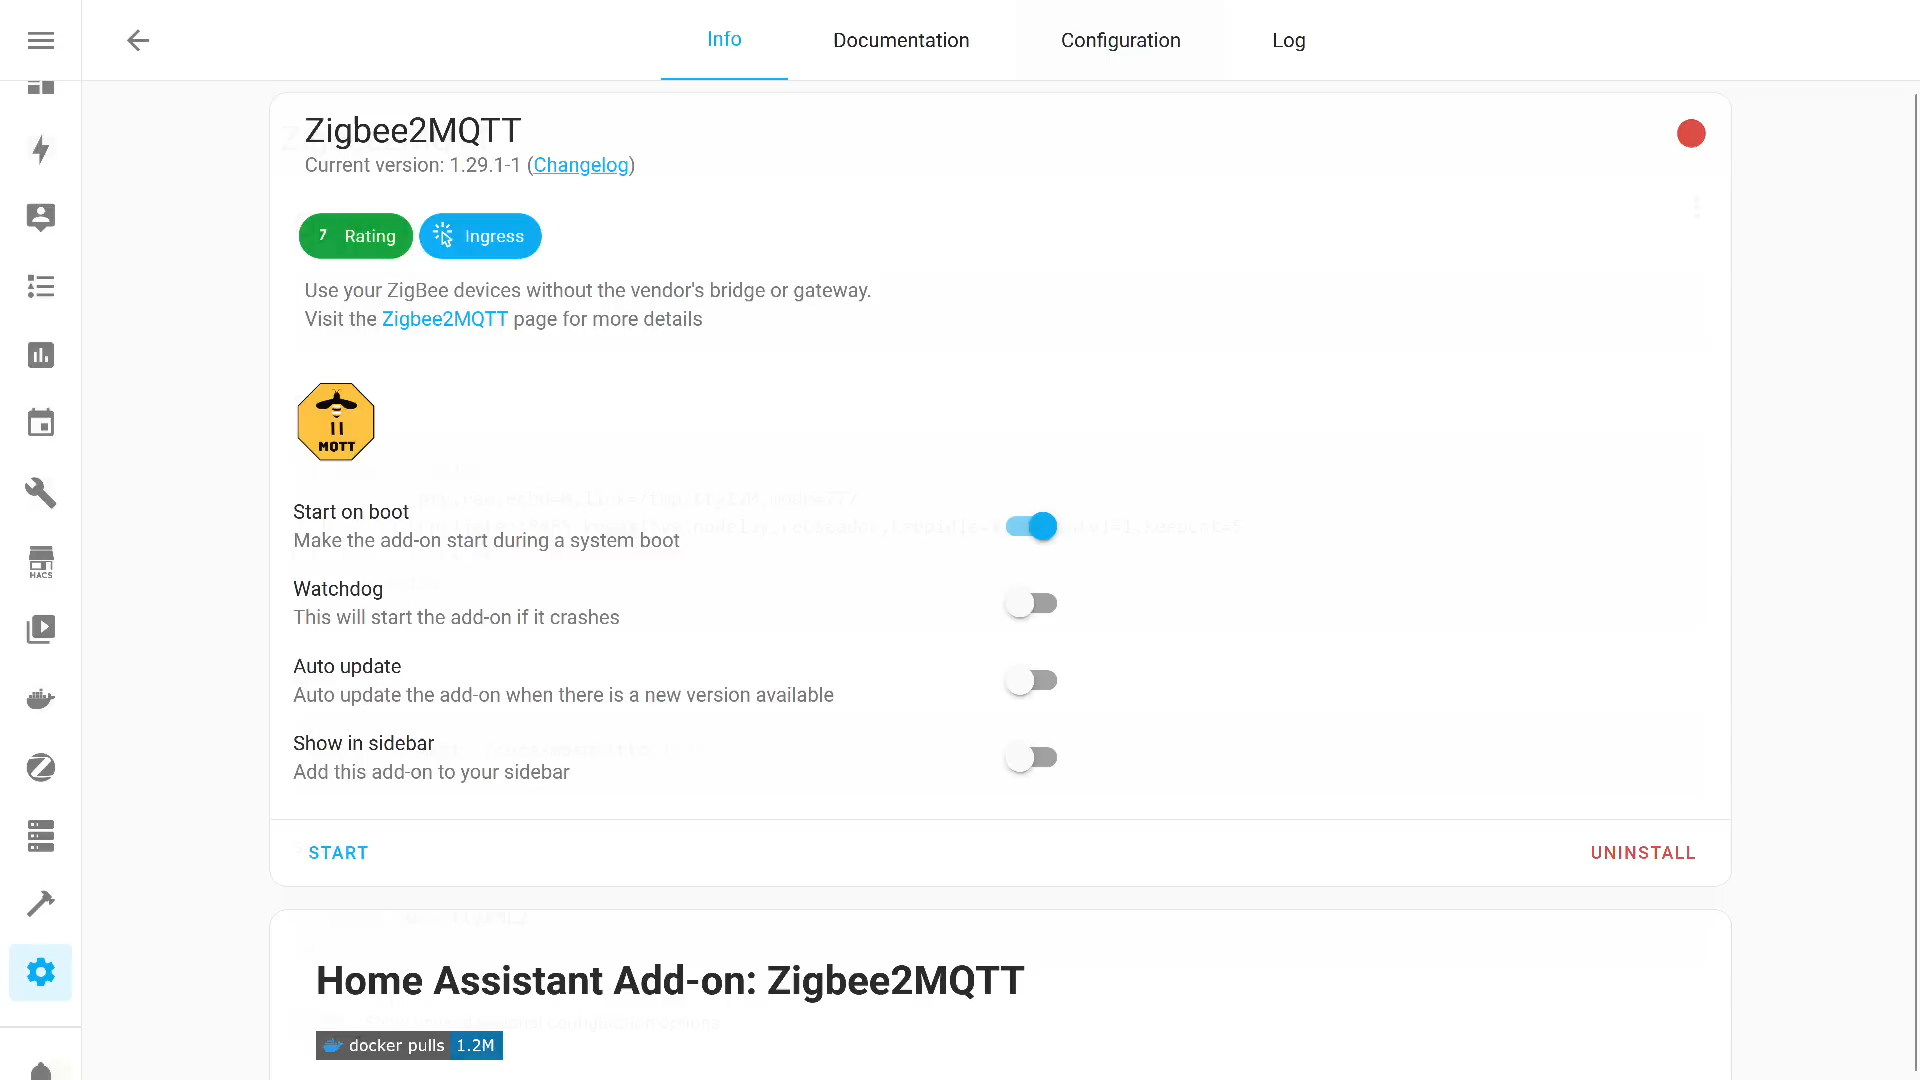 Info
Documentation
Configuration
Log
Zigbee2MQTT
Current version: 1.29.1-1 (Changelog)
7 Rating
Ingress
Use your ZigBee devices without the vendor's bridge or gateway.
Visit the Zigbee2MQTT page for more details
MQTT
Start on boot
Make the add-on start during a system boot
Watchdog
This will start the add-on if it crashes
Auto update
Auto update the add-on when there is a new version available
Show in sidebar
Add this add-on to your sidebar
HACS
START
UNINSTALL
Home Assistant Add-on: Zigbee2MQTT
docker pulls 1.2M